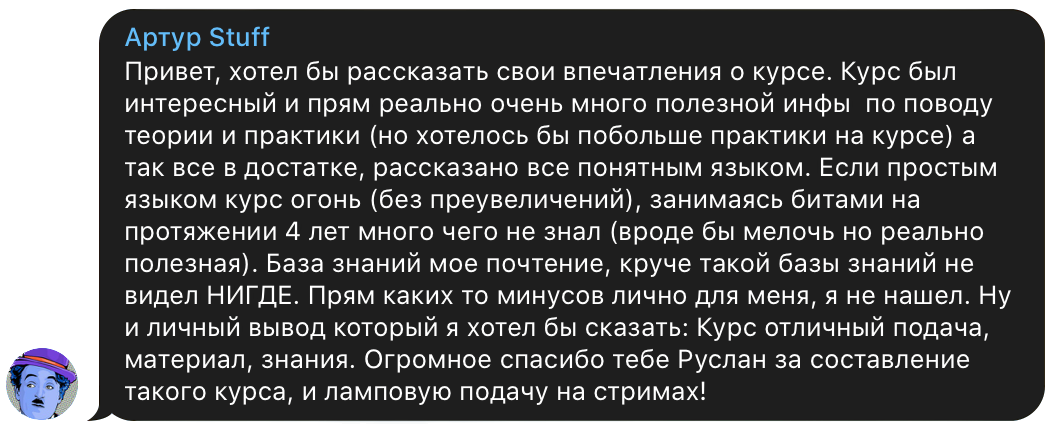 Артур Stuff
Привет, хотел бы рассказать свои впечатления о курсе. Курс был
интересный и прям реально очень много полезной инфы  по поводу
теории и практики (но хотелось бы побольше практики на курсе) а
так все в достатке, рассказано все понятным языком. Если простым
языком курс огонь (без преувеличений), занимаясь битами на
протяжении 4 лет много чего не знал (вроде бы мелочь но реально
полезная). База знаний мое почтение, круче такой базы знаний не
видел НИГДЕ. Прям каких то минусов лично для меня, я не нашел. Ну
и личный вывод который я хотел бы сказать: Курс отличный подача,
материал, знания. Огромное спасибо тебе Руслан за составление
такого курса, и ламповую подачу на стримах!